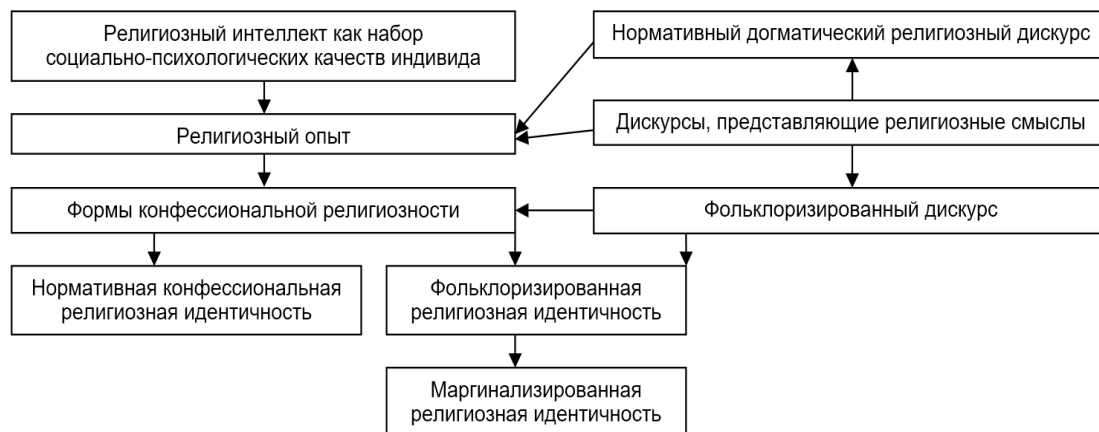 Религиозный интеллект как набор
социально-психологических качеств индивида
Нормативный догматический религиозный дискурс
Религиозный опыт
Дискурсы, представляющие религиозные смыслы
Формы конфессиональной религиозности
Фольклоризированный дискурс
Нормативная конфессиональная
религиозная идентичность
Фольклоризированная
религиозная идентичность
Маргинализированная
религиозная идентичность